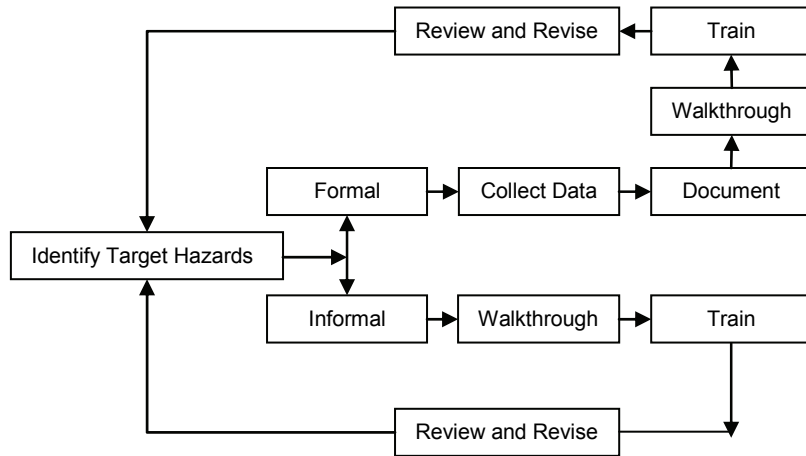 Review and Revise
Train
Walkthrough
Formal
Collect Data
Document
Identify Target Hazards
Informal
Walkthrough
Train
Review and Revise